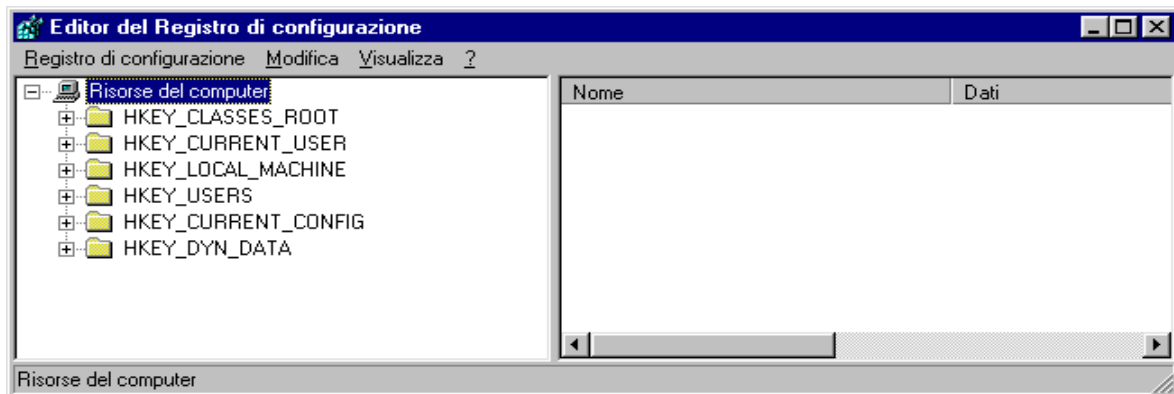 Editor del Registro di configurazione
Registro di configurazione Modifica Visualizza ?
Risorse del computer
HKEY_CLASSES_ROOT
HKEY_CURRENT_USER
HKEY_LOCAL_MACHINE
HKEY_USERS
HKEY_CURRENT_CONFIG
HKEY_DYN_DATA
Nome Dati
Risorse del computer